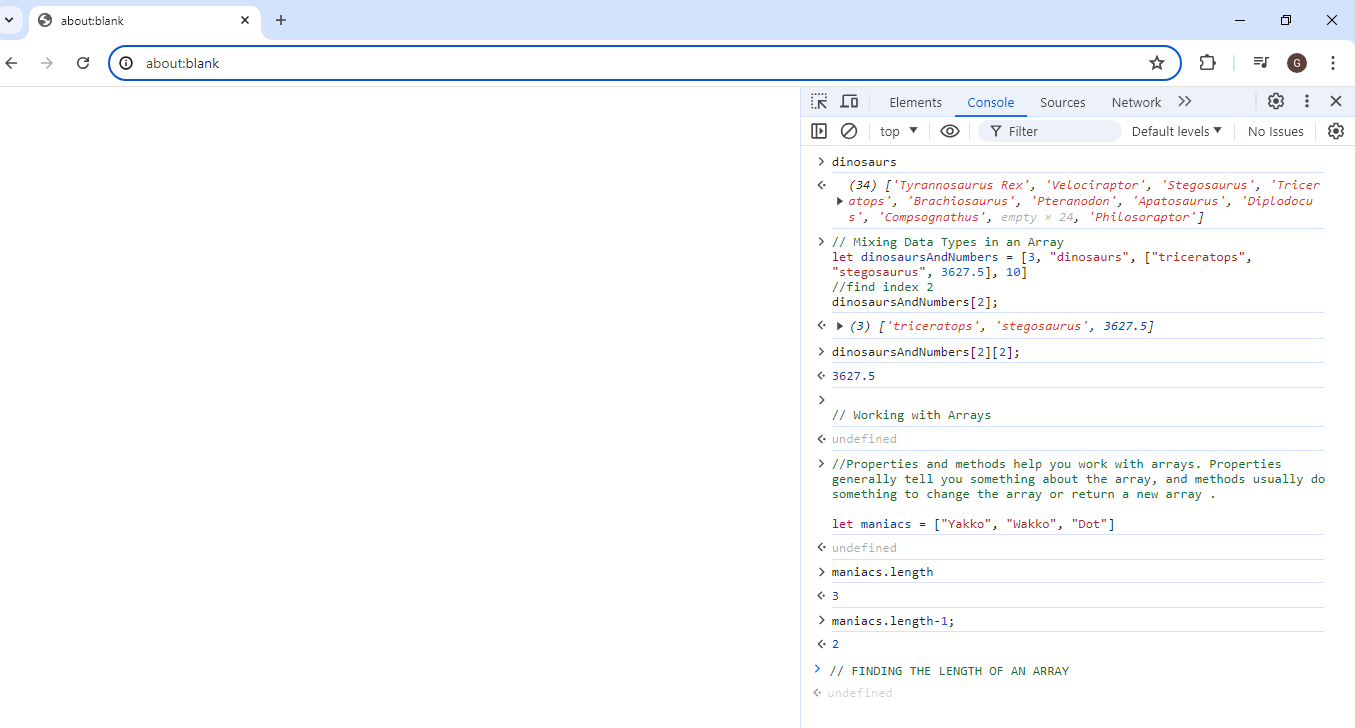 about:blank
about:blank
G
Elements Console Sources Network
top Filter Default levels No Issues
dinosaurs
(34) ['Tyrannosaurus Rex', 'Velociraptor', 'Stegosaurus', 'Tricer
atops', 'Brachiosaurus', 'Pteranodon', 'Apatosaurus', 'Diplodocu
s', 'Compsognathus', empty × 24, 'Philosoraptor']
// Mixing Data Types in an Array
let dinosaursAndNumbers = [3, "dinosaurs", ["triceratops",
"stegosaurus", 3627.5], 10]
//find index 2
dinosaursAndNumbers[2];
(3) ['triceratops', 'stegosaurus', 3627.5]
dinosaursAndNumbers[2][2];
3627.5
// Working with Arrays
undefined
//Properties and methods help you work with arrays. Properties
generally tell you something about the array, and methods usually do
something to change the array or return a new array .
let maniacs = ["Yakko", "Wakko", "Dot"]
undefined
maniacs.length
3
maniacs.length-1;
2
// FINDING THE LENGTH OF AN ARRAY
undefined